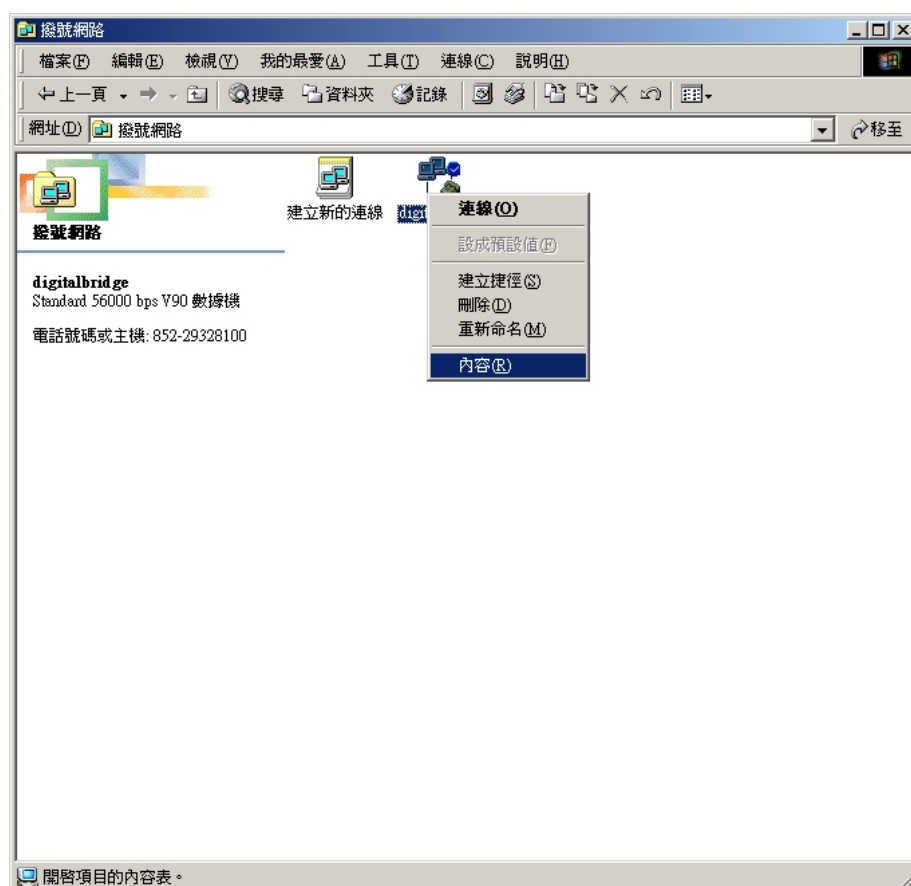 撥號網路
檔案(F) 編輯(E) 檢視(V) 我的最愛(A) 工具(T) 連線(C) 說明(H)
上一頁 搜尋 資料夾 記錄
網址(D) 撥號網路 移至
撥號網路
digitalbridge
Standard 56000 bps V90 數據機
電話號碼或主機: 852-29328100
建立新的連線
digi
連線(O)
設成預設值(F)
建立捷徑(S)
刪除(D)
重新命名(M)
內容(R)
開啓項目的內容表。